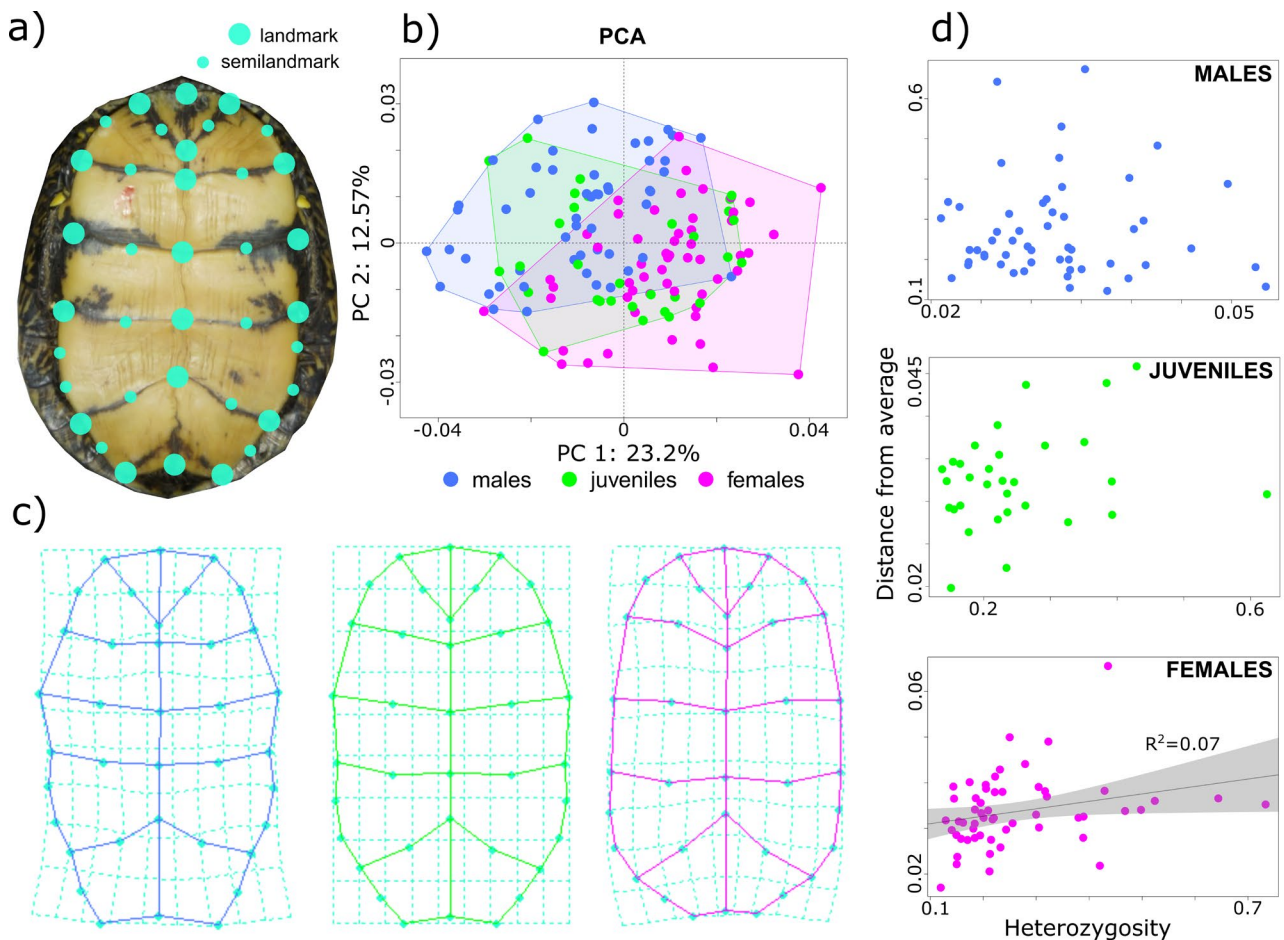 a)
landmark
semilandmark
b)
PCA
PC 2: 12.57%
0.03
0
-0.03
-0.04
0
0.04
PC 1: 23.2%
males
juveniles
females
c)
d)
MALES
0.6
0.1
0.02
0.05
Distance from average
JUVENILES
0.045
0.02
0.2
0.6
FEMALES
R²=0.07
0.06
0.02
0.1
0.7
Heterozygosity